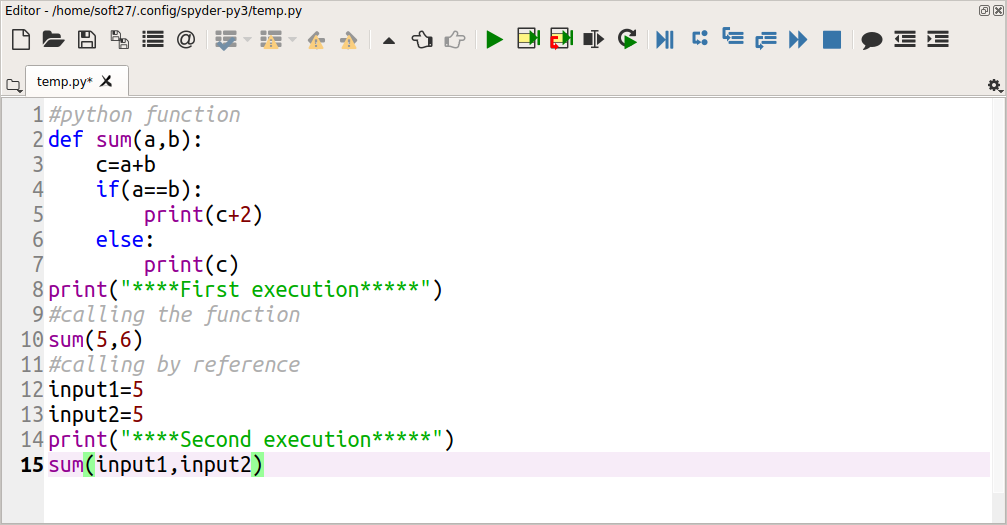 Editor - /home/soft27/.config/spyder-py3/temp.py
temp.py*
1 #python function
2 def sum(a,b):
3     c=a+b
4     if(a==b):
5         print(c+2)
6     else:
7         print(c)
8 print("****First execution*****")
9 #calling the function
10 sum(5,6)
11 #calling by reference
12 input1=5
13 input2=5
14 print("****Second execution*****")
15 sum(input1,input2)